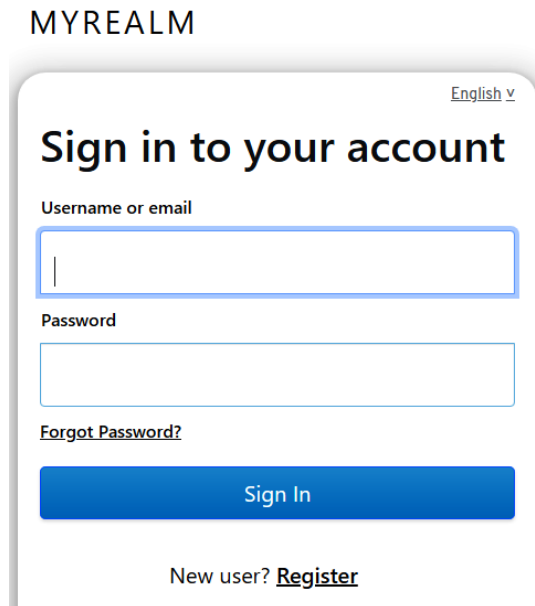 MYREALM
English v
Sign in to your account
Username or email
Password
Forgot Password?
Sign In
New user? Register